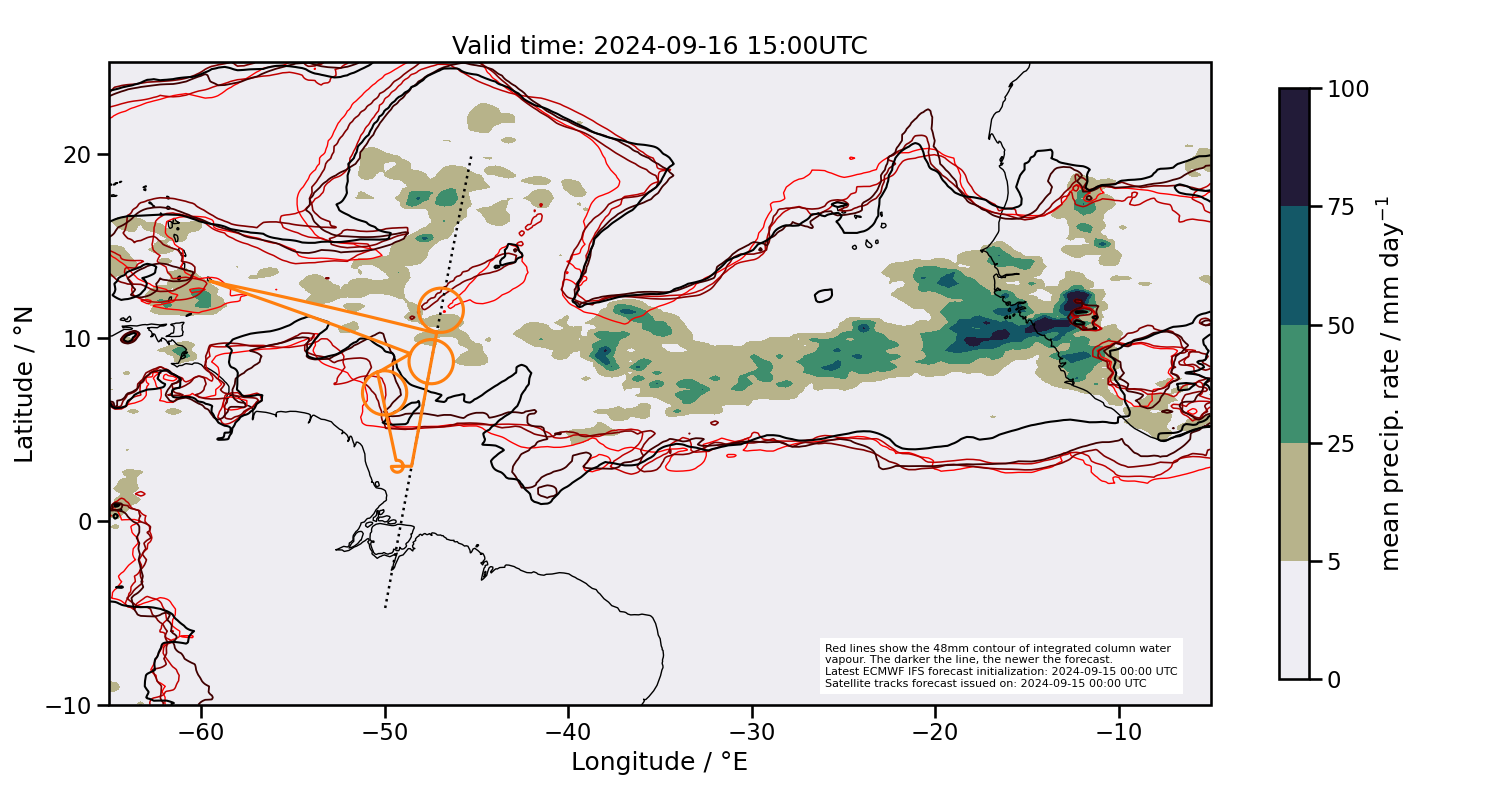 Valid time: 2024-09-16 15:00UTC
20
10
0
−10
Latitude / °N
−60
−50
−40
−30
−20
−10
Longitude / °E
100
75
50
25
5
0
mean precip. rate / mm day⁻¹
Red lines show the 48mm contour of integrated column water
vapour. The darker the line, the newer the forecast.
Latest ECMWF IFS forecast initialization: 2024-09-15 00:00 UTC
Satellite tracks forecast issued on: 2024-09-15 00:00 UTC